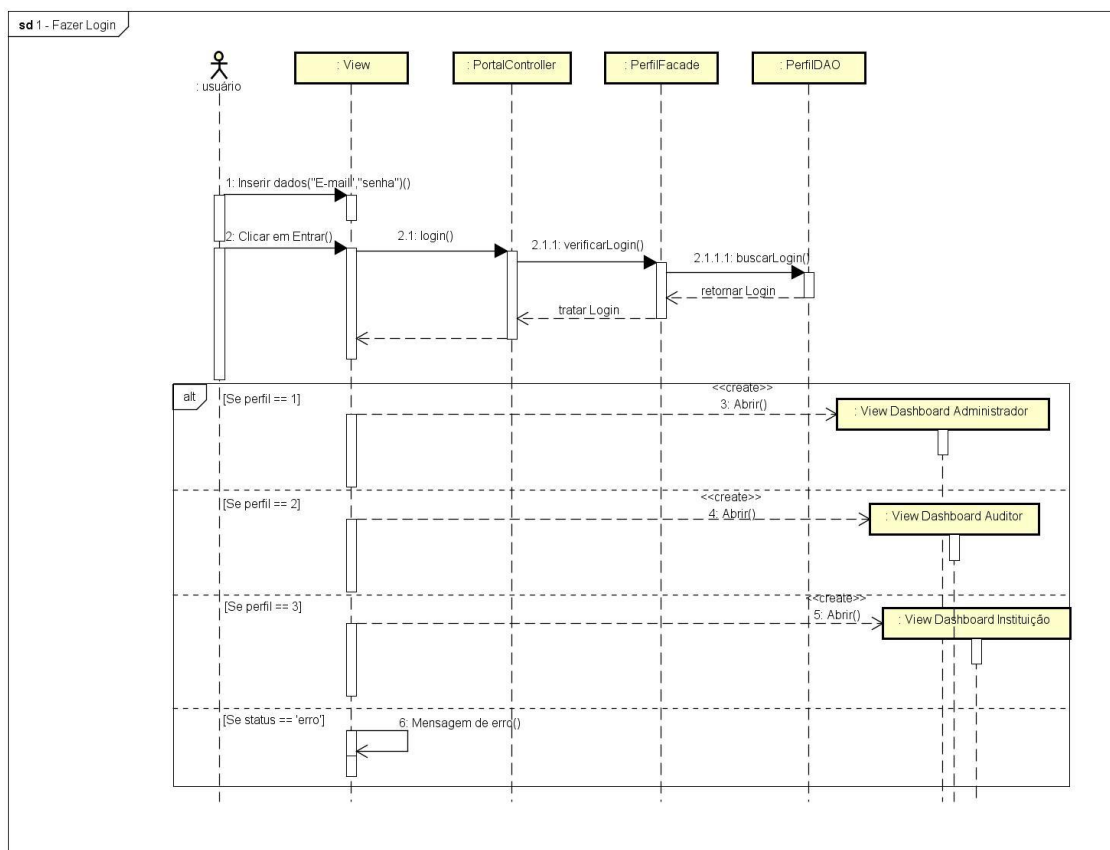 sd 1 - Fazer Login
: usuário
: View
: PortalController
: PerfilFacade
: PerfilDAO
1: Inserir dados("E-mail","senha")()
2: Clicar em Entrar()
2.1: login()
2.1.1: verificarLogin()
2.1.1.1: buscarLogin()
retornar Login
tratar Login
alt
[Se perfil == 1]
<<create>>
3: Abrir()
: View Dashboard Administrador
[Se perfil == 2]
<<create>>
4: Abrir()
: View Dashboard Auditor
[Se perfil == 3]
<<create>>
5: Abrir()
: View Dashboard Instituição
[Se status == 'erro']
6: Mensagem de erro()